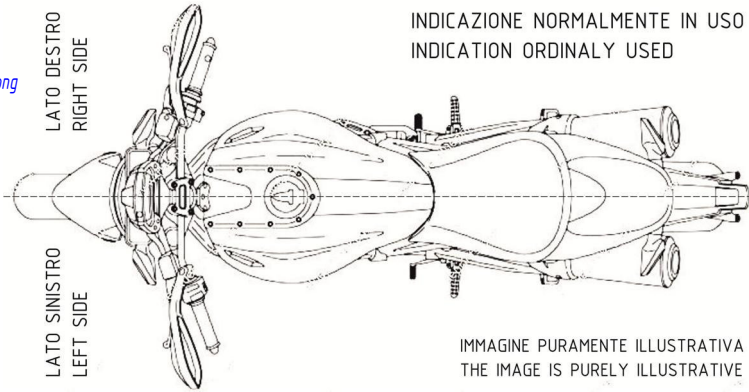 INDICAZIONE NORMALMENTE IN USO
INDICATION ORDINALY USED
LATO DESTRO
RIGHT SIDE
LATO SINISTRO
LEFT SIDE
IMMAGINE PURAMENTE ILLUSTRATIVA
THE IMAGE IS PURELY ILLUSTRATIVE